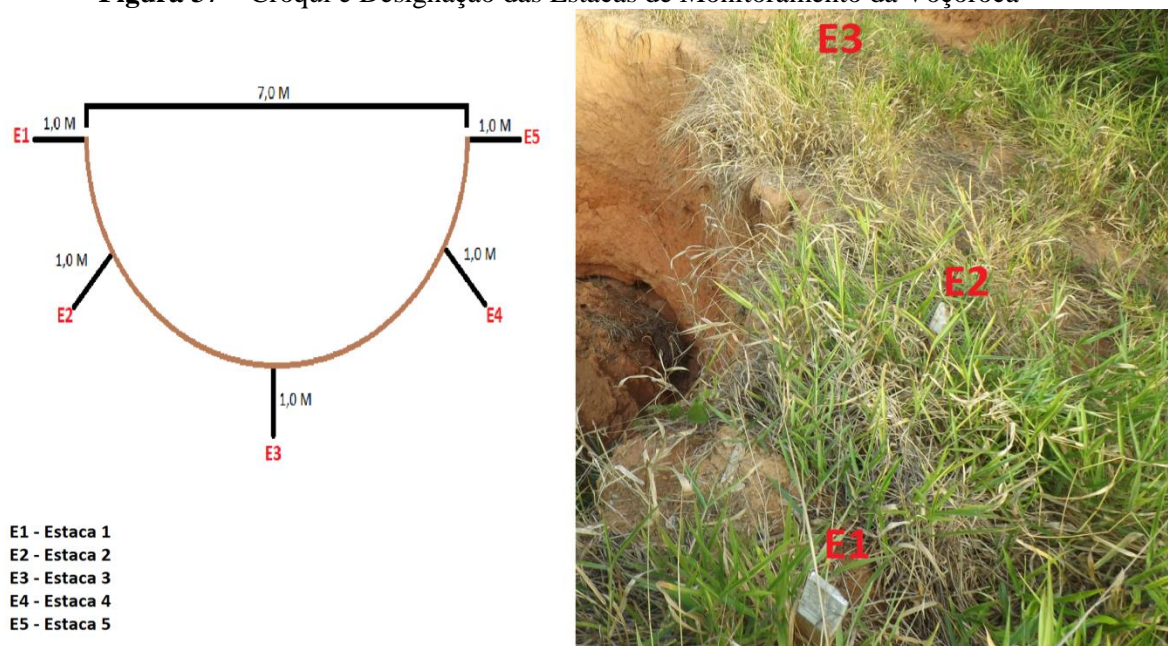 Figura 37 – Croqui e Designação das Estacas de Monitoramento da Voçoroca
7,0 M
E1 1,0 M
1,0 M E5
1,0 M
E2
1,0 M
E4
1,0 M
E3
E1 - Estaca 1
E2 - Estaca 2
E3 - Estaca 3
E4 - Estaca 4
E5 - Estaca 5
E3
E2
E1